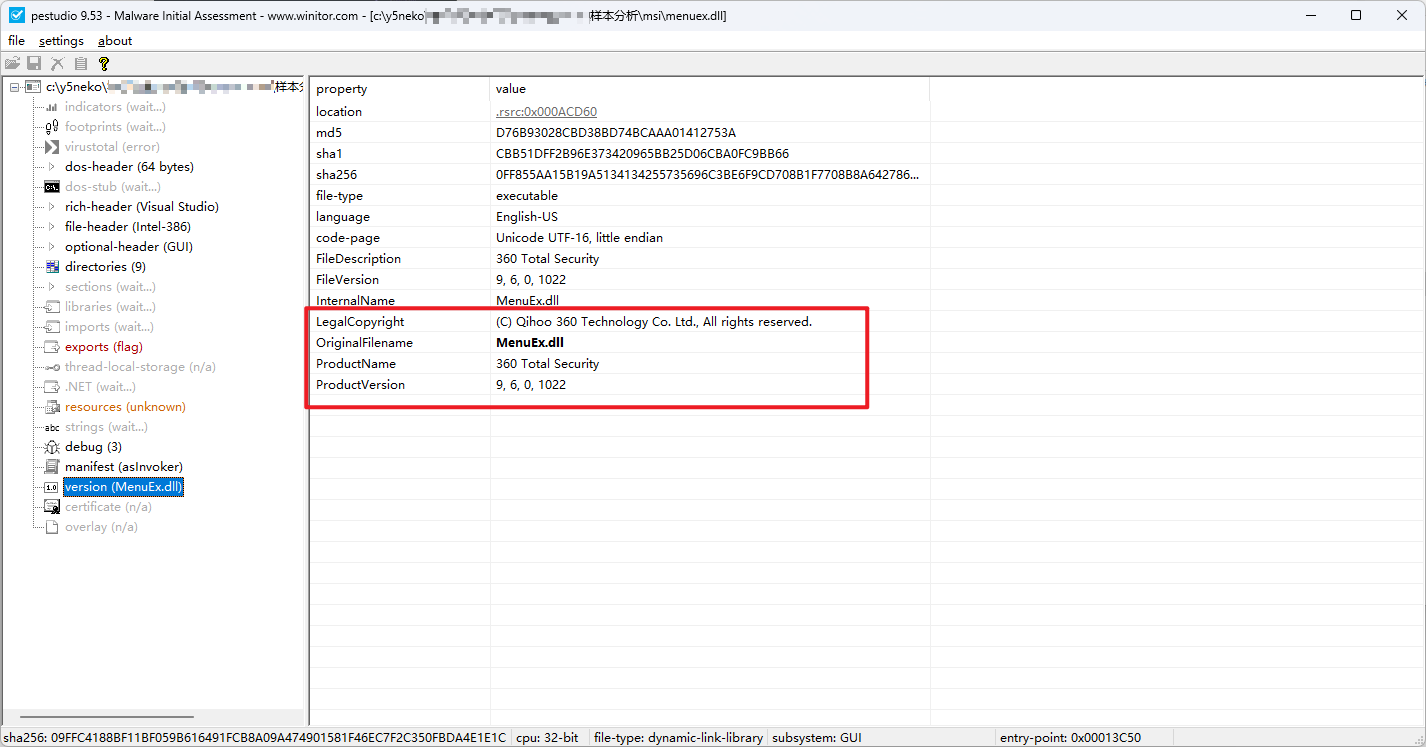 pestudio 9.53 - Malware Initial Assessment - www.winitor.com - [c:\y5neko\样本分析\msi\menuex.dll]
file settings about
c:\y5neko\样本分
indicators (wait...)
footprints (wait...)
virustotal (error)
dos-header (64 bytes)
dos-stub (wait...)
rich-header (Visual Studio)
file-header (Intel-386)
optional-header (GUI)
directories (9)
sections (wait...)
libraries (wait...)
imports (wait...)
exports (flag)
thread-local-storage (n/a)
.NET (wait...)
resources (unknown)
abc strings (wait...)
debug (3)
manifest (asInvoker)
1.0 version (MenuEx.dll)
certificate (n/a)
overlay (n/a)
property value
location .rsrc:0x000ACD60
md5 D76B93028CBD38BD74BCAAA01412753A
sha1 CBB51DFF2B96E373420965BB25D06CBA0FC9BB66
sha256 0FF855AA15B19A5134134255735696C3BE6F9CD708B1F7708B8A642786...
file-type executable
language English-US
code-page Unicode UTF-16, little endian
FileDescription 360 Total Security
FileVersion 9, 6, 0, 1022
InternalName MenuEx.dll
LegalCopyright (C) Qihoo 360 Technology Co. Ltd., All rights reserved.
OriginalFilename MenuEx.dll
ProductName 360 Total Security
ProductVersion 9, 6, 0, 1022
sha256: 09FFC4188BF11BF059B616491FCB8A09A474901581F46EC7F2C350FBDA4E1E1C cpu: 32-bit file-type: dynamic-link-library subsystem: GUI entry-point: 0x00013C50